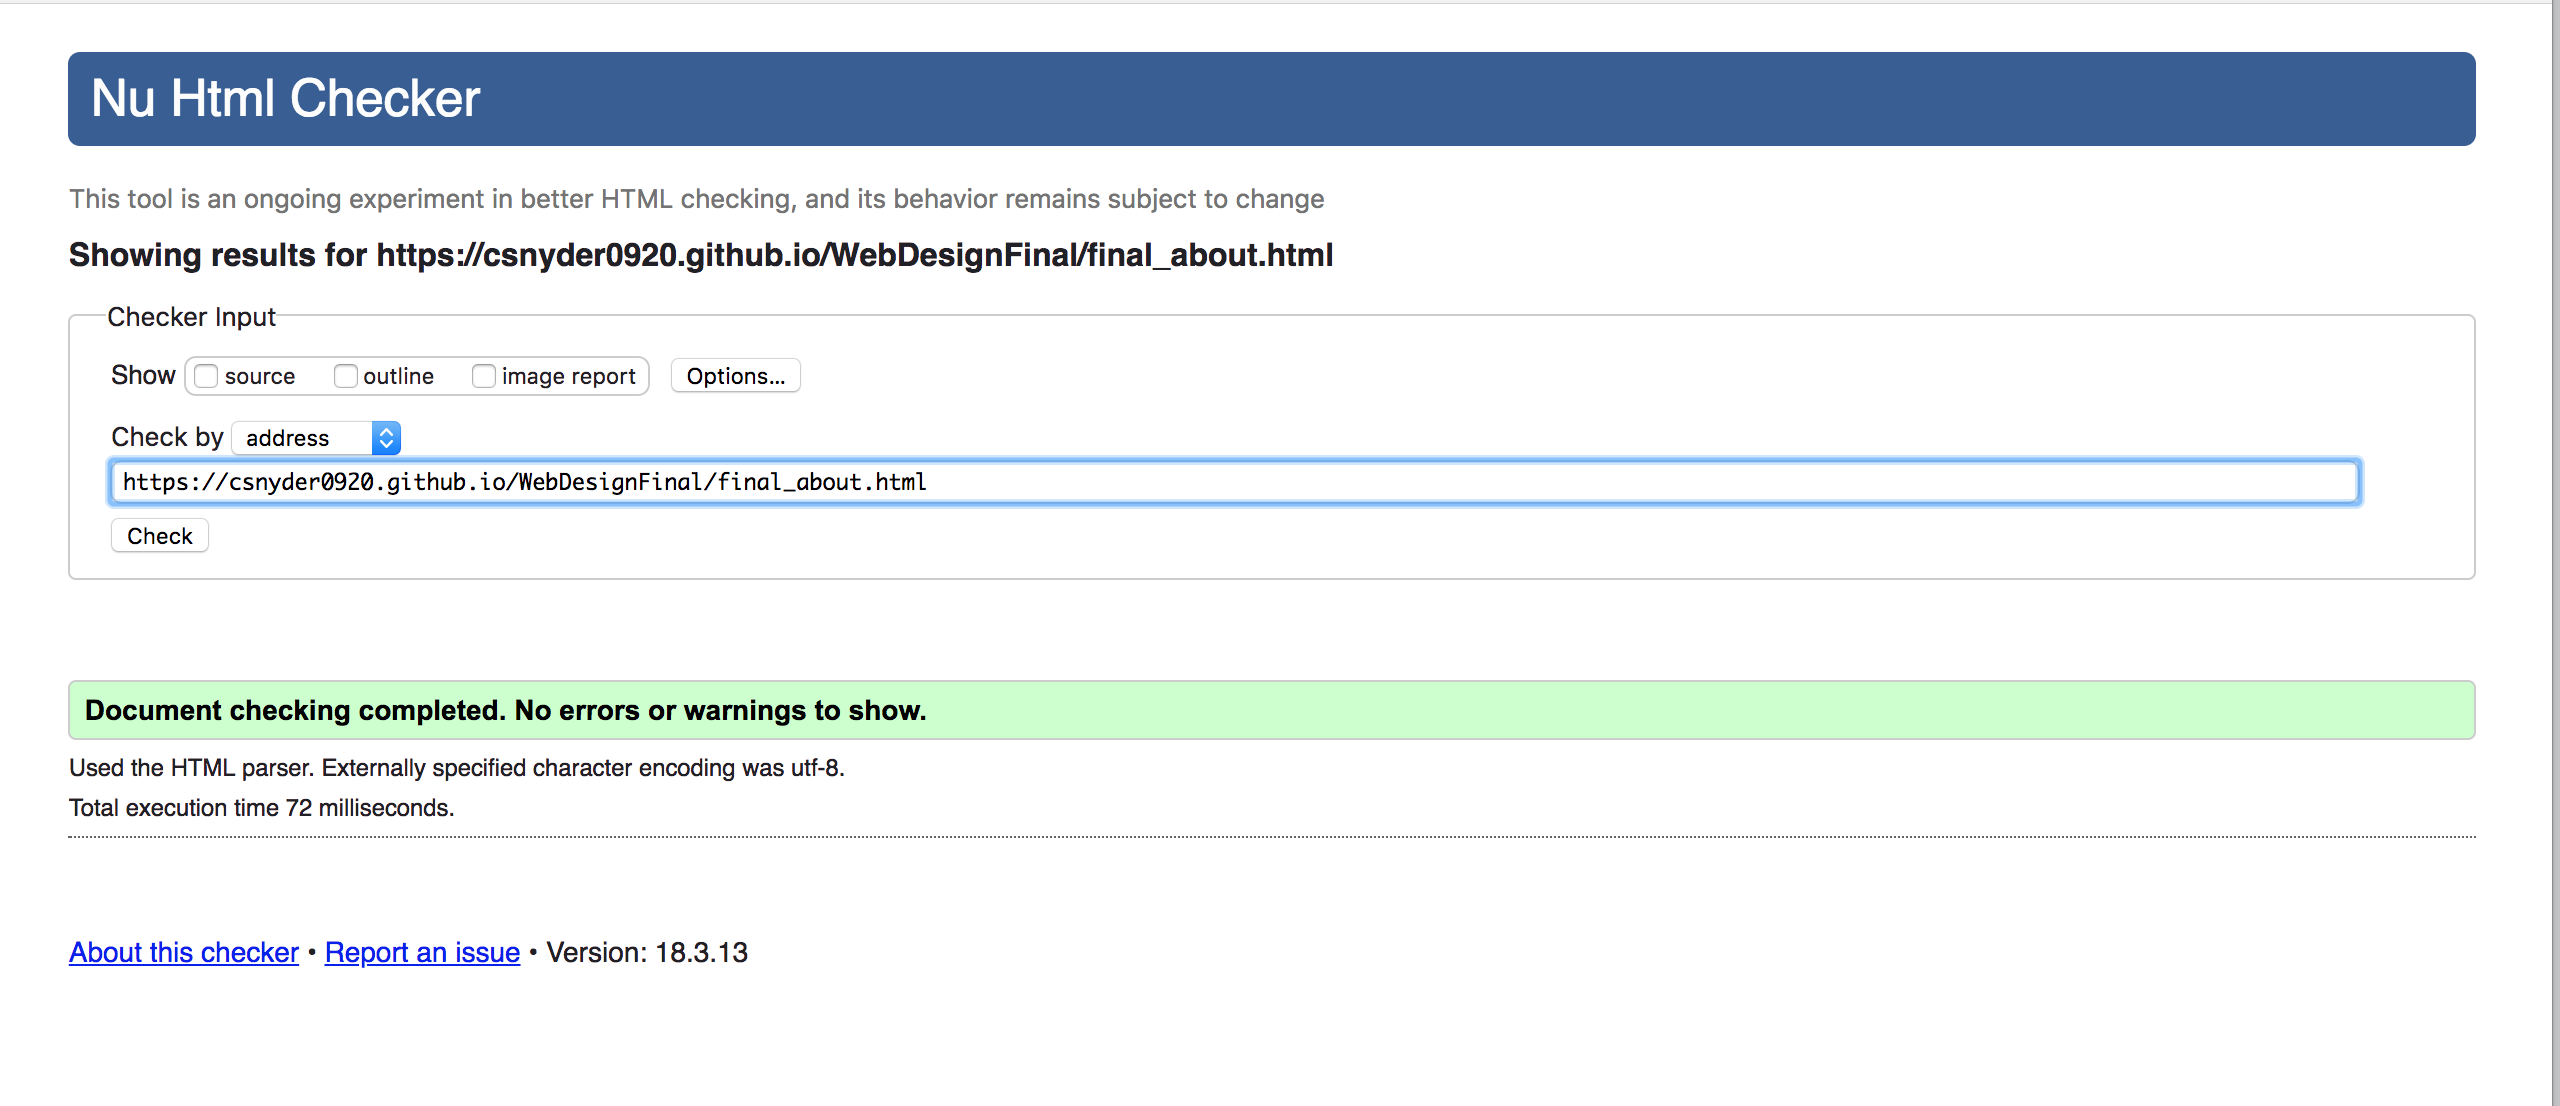 Nu Html Checker
This tool is an ongoing experiment in better HTML checking, and its behavior remains subject to change
Showing results for https://csnyder0920.github.io/WebDesignFinal/final_about.html
Checker Input
Show source outline image report Options...
Check by address
https://csnyder0920.github.io/WebDesignFinal/final_about.html
Check
Document checking completed. No errors or warnings to show.
Used the HTML parser. Externally specified character encoding was utf-8.
Total execution time 72 milliseconds.
About this checker • Report an issue • Version: 18.3.13